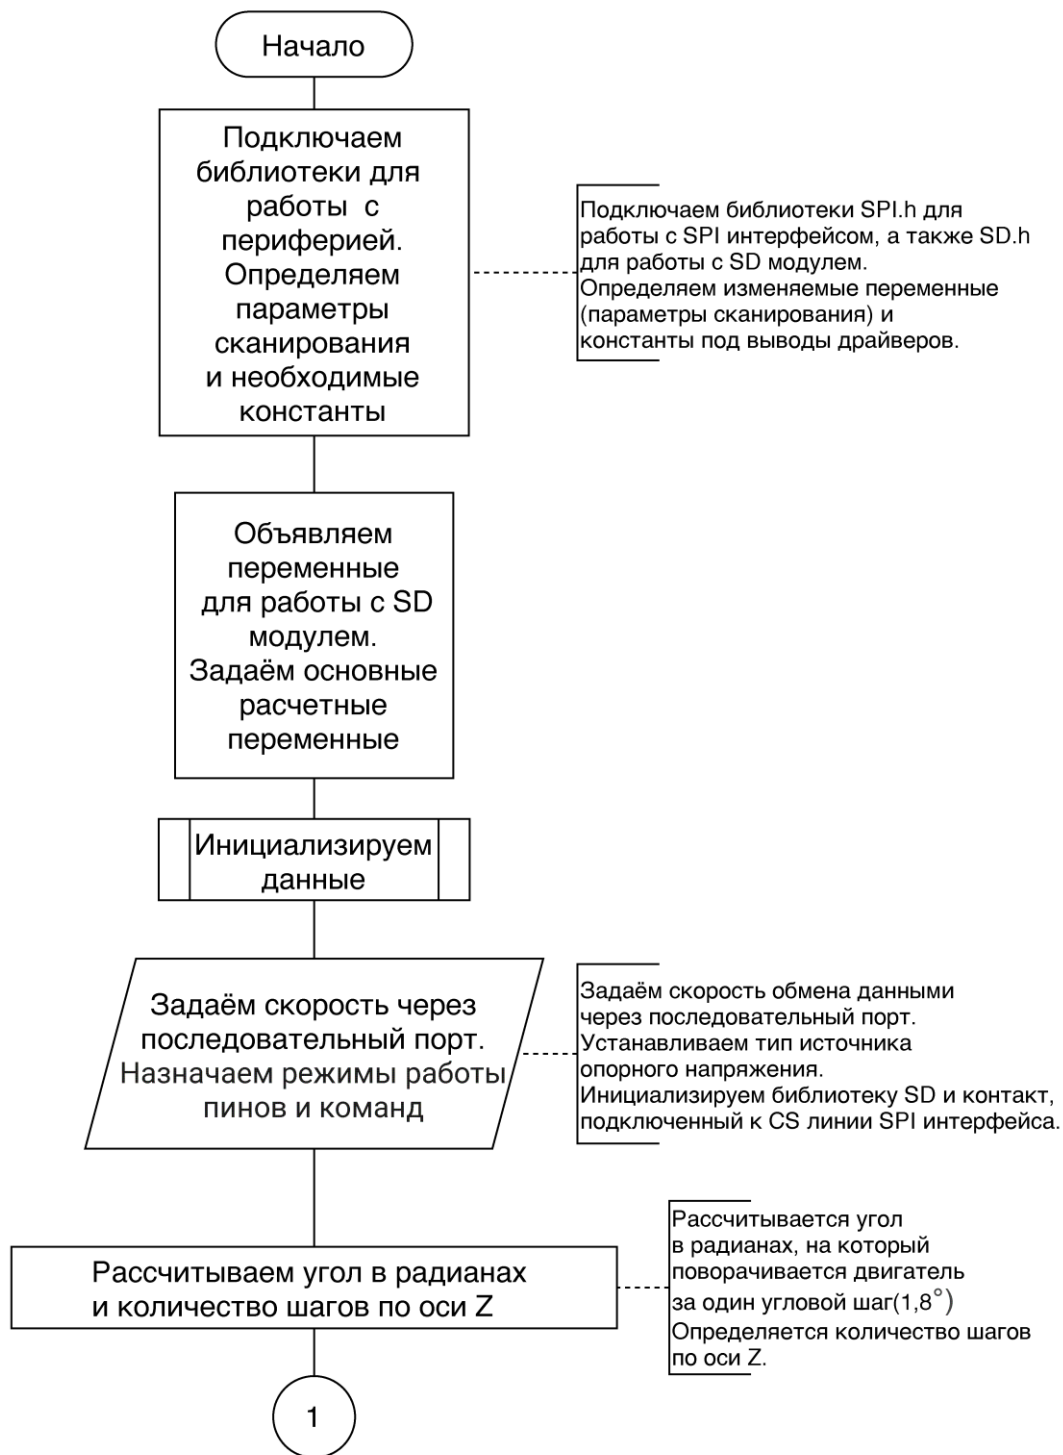 Начало
Подключаем
библиотеки для
работы с
периферией.
Определяем
параметры
сканирования
и необходимые
константы
Подключаем библиотеки SPI.h для
работы с SPI интерфейсом, а также SD.h
для работы с SD модулем.
Определяем изменяемые переменные
(параметры сканирования) и
константы под выводы драйверов.
Объявляем
переменные
для работы с SD
модулем.
Задаём основные
расчетные
переменные
Инициализируем
данные
Задаём скорость через
последовательный порт.
Назначаем режимы работы
пинов и команд
Задаём скорость обмена данными
через последовательный порт.
Устанавливаем тип источника
опорного напряжения.
Инициализируем библиотеку SD и контакт,
подключенный к CS линии SPI интерфейса.
Рассчитываем угол в радианах
и количество шагов по оси Z
Рассчитывается угол
в радианах, на который
поворачивается двигатель
за один угловой шаг(1,8°)
Определяется количество шагов
по оси Z.
1